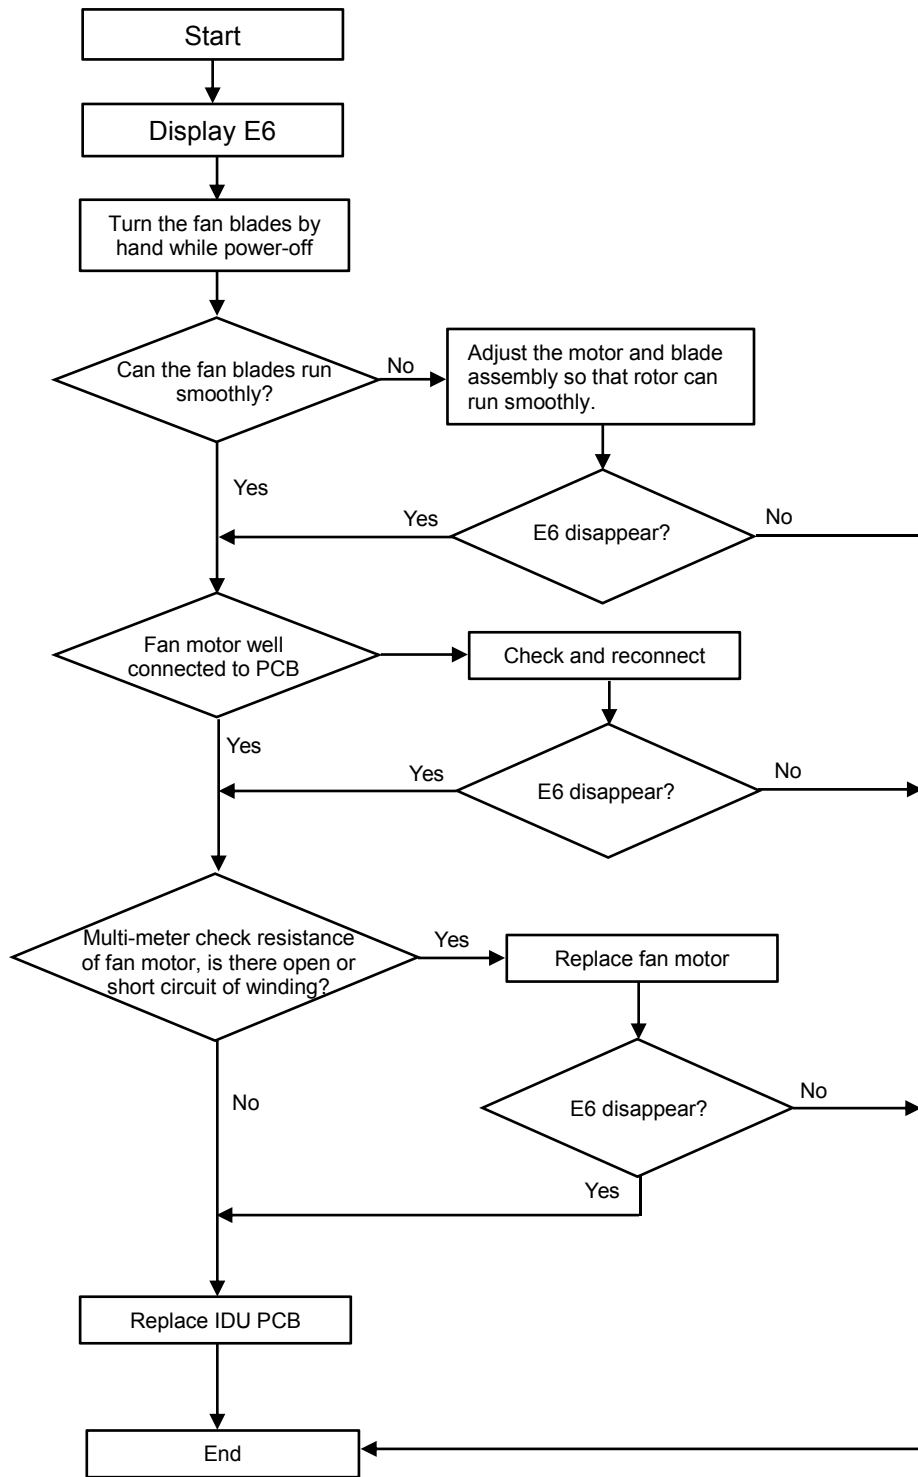 Start
Display E6
Turn the fan blades by
hand while power-off
Can the fan blades run
smoothly?
No
Adjust the motor and blade
assembly so that rotor can
run smoothly.
Yes
Yes
E6 disappear?
No
Fan motor well
connected to PCB
Check and reconnect
Yes
Yes
E6 disappear?
No
Multi-meter check resistance
of fan motor, is there open or
short circuit of winding?
Yes
Replace fan motor
No
E6 disappear?
No
Yes
Replace IDU PCB
End